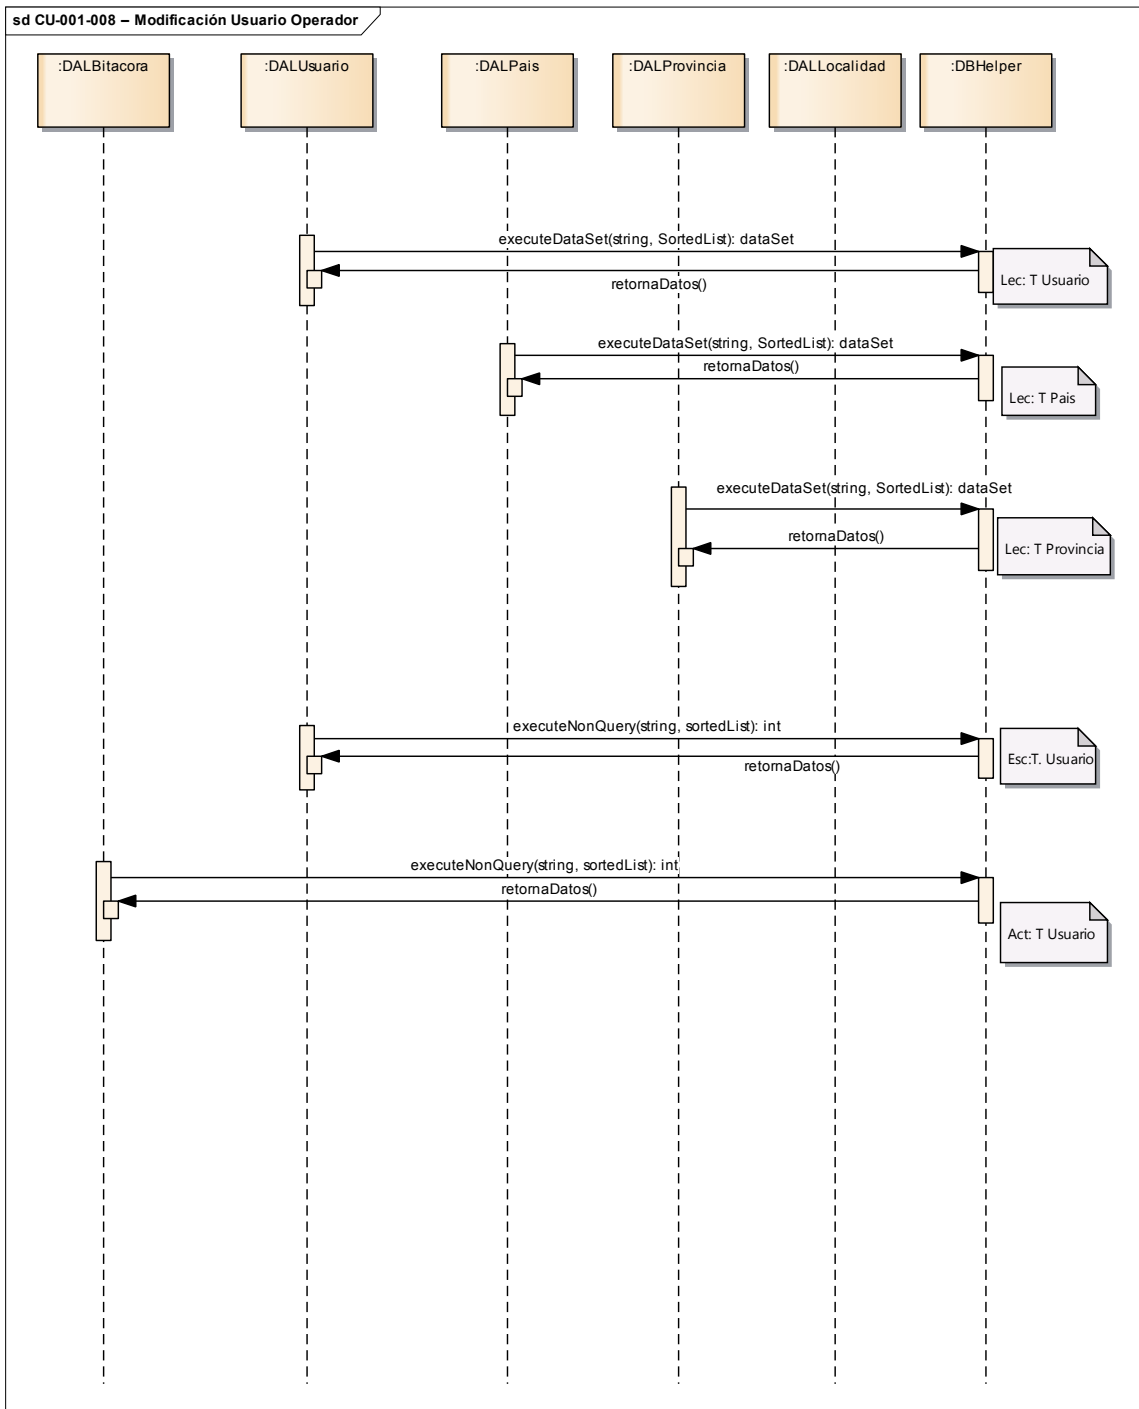 sd CU-001-008 – Modificación Usuario Operador
:DALBitacora
:DALUsuario
:DALPais
:DALProvincia
:DALLocalidad
:DBHelper
executeDataSet(string, SortedList): dataSet
retornaDatos()
Lec: T Usuario
executeDataSet(string, SortedList): dataSet
retornaDatos()
Lec: T Pais
executeDataSet(string, SortedList): dataSet
retornaDatos()
Lec: T Provincia
executeNonQuery(string, sortedList): int
retornaDatos()
Esc:T. Usuario
executeNonQuery(string, sortedList): int
retornaDatos()
Act: T Usuario